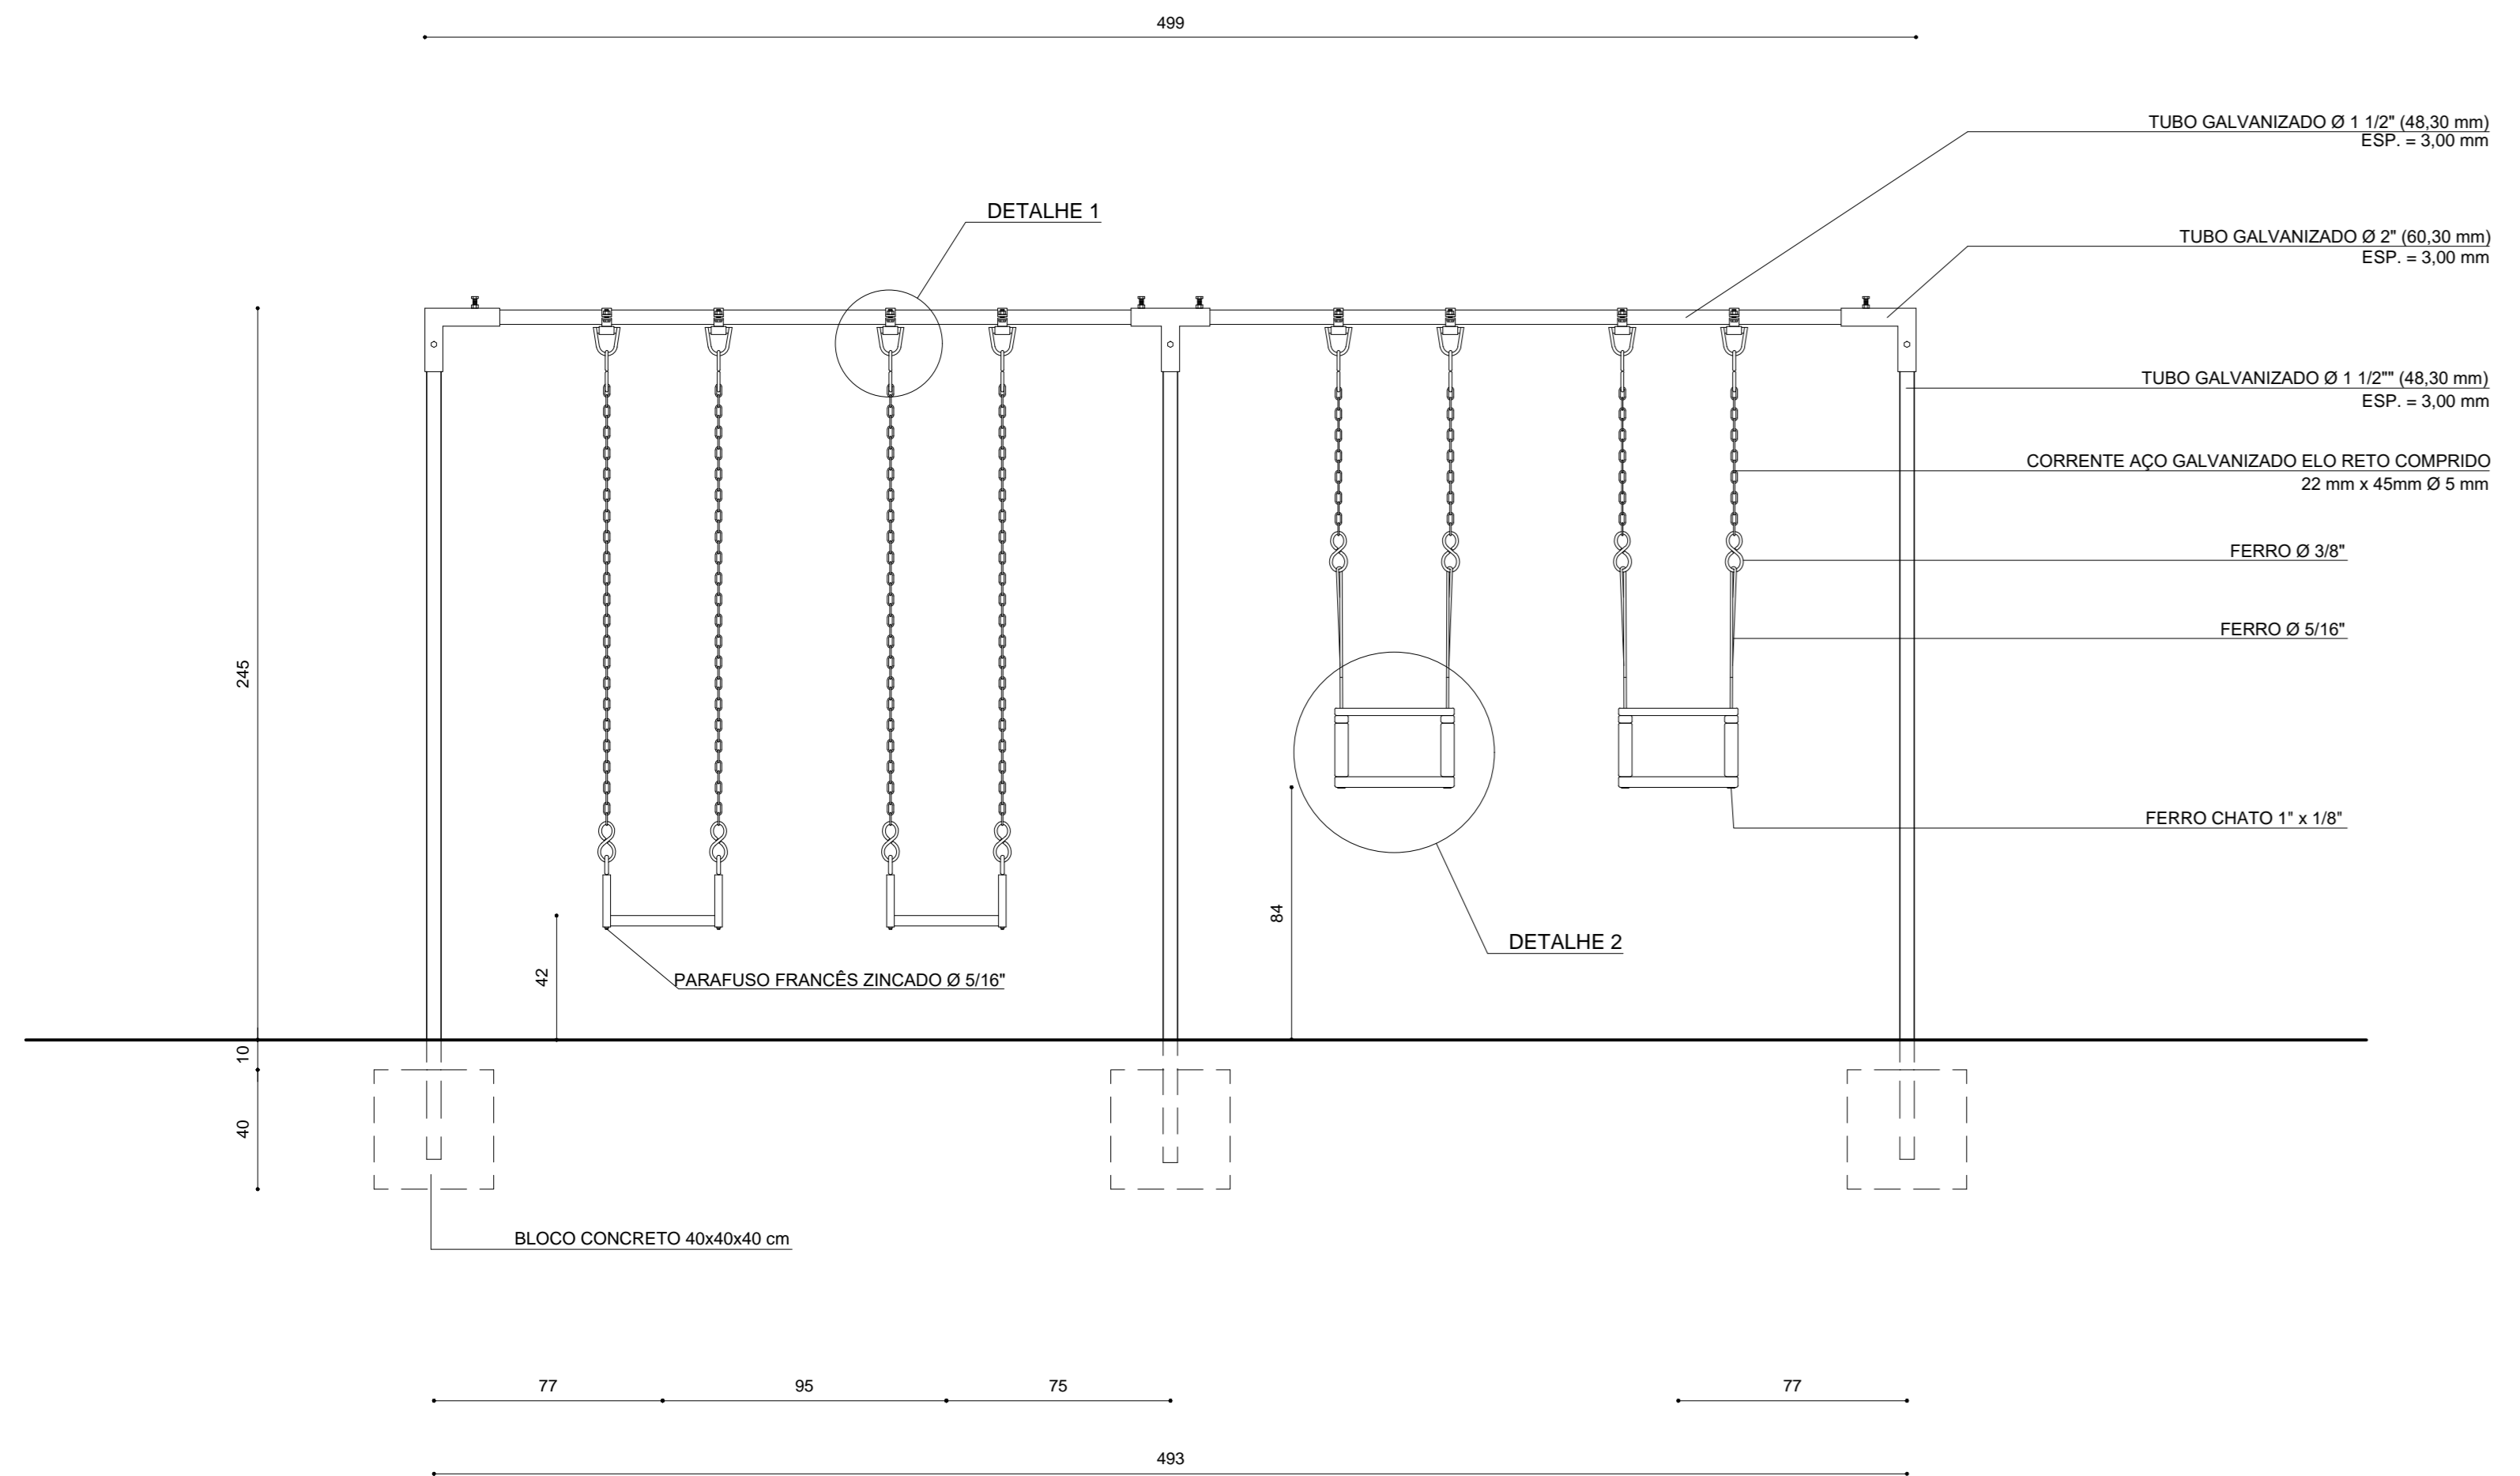 499
TUBO GALVANIZADO Ø 1 1/2" (48,30 mm)
ESP. = 3,00 mm
DETALHE 1
TUBO GALVANIZADO Ø 2" (60,30 mm)
ESP. = 3,00 mm
TUBO GALVANIZADO Ø 1 1/2"" (48,30 mm)
ESP. = 3,00 mm
CORRENTE AÇO GALVANIZADO ELO RETO COMPRIDO
22 mm x 45mm Ø 5 mm
FERRO Ø 3/8"
FERRO Ø 5/16"
245
FERRO CHATO 1" x 1/8"
84
DETALHE 2
42
PARAFUSO FRANCÊS ZINCADO Ø 5/16"
10
40
BLOCO CONCRETO 40x40x40 cm
77
95
75
77
493